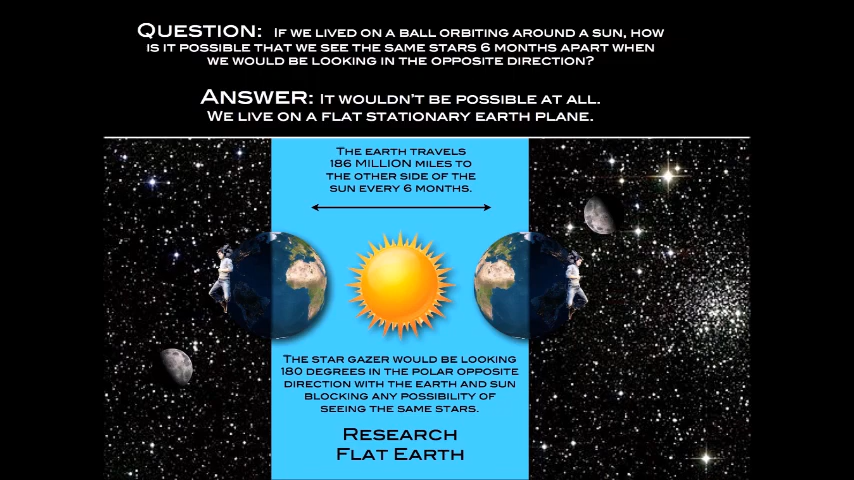 QUESTION: IF WE LIVED ON A BALL ORBITING AROUND A SUN, HOW
IS IT POSSIBLE THAT WE SEE THE SAME STARS 6 MONTHS APART WHEN
WE WOULD BE LOOKING IN THE OPPOSITE DIRECTION?
ANSWER: IT WOULDN'T BE POSSIBLE AT ALL.
WE LIVE ON A FLAT STATIONARY EARTH PLANE.
THE EARTH TRAVELS
186 MILLION MILES TO
THE OTHER SIDE OF THE
SUN EVERY 6 MONTHS.
THE STAR GAZER WOULD BE LOOKING
180 DEGREES IN THE POLAR OPPOSITE
DIRECTION WITH THE EARTH AND SUN
BLOCKING ANY POSSIBILITY OF
SEEING THE SAME STARS.
RESEARCH
FLAT EARTH